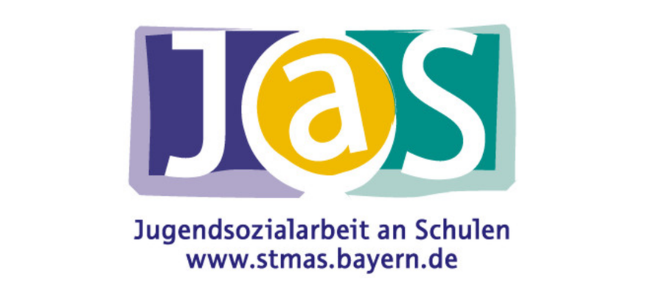 JaS
Jugendsozialarbeit an Schulen
www.stmas.bayern.de